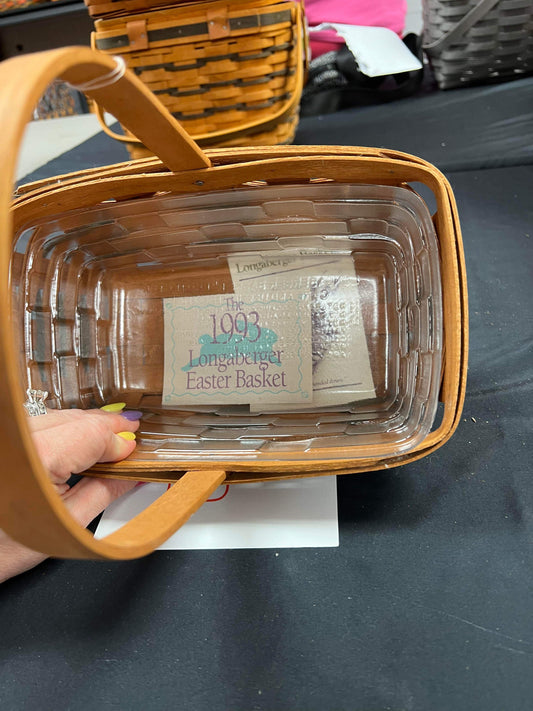 The
1993
Longaberger
Easter Basket
Longaberger